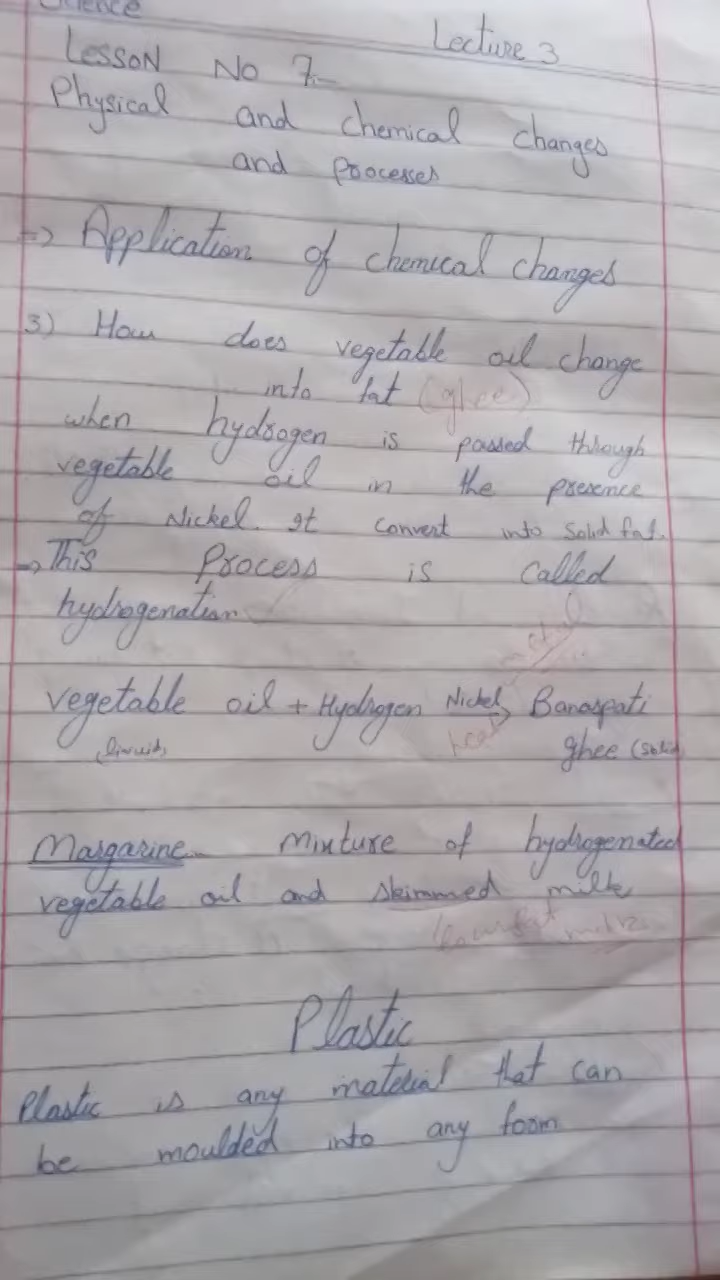 Science
Lecture 3
Lesson No 7
Physical and chemical changes
and processes
=> Application of chemical changes
3) How does vegetable oil change
into fat (ghee)
when hydrogen is passed through
vegetable oil in the presence
of Nickel. It convert into solid fat.
→ This Process is called
hydrogenation
metal
vegetable oil + Hydrogen Nickel → Banaspati
heat
(liquid) ghee (solid
Margarine mixture of hydrogenated
vegetable oil and skimmed milk
low fat milk
Plastic
Plastic is any material that can
be moulded into any form